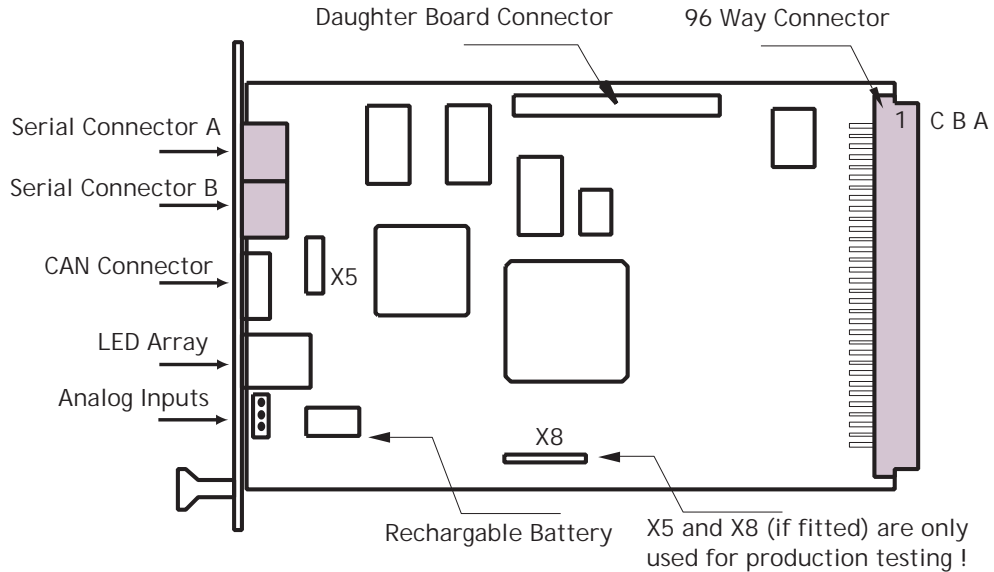 Daughter Board Connector
96 Way Connector
Serial Connector A
1 C B A
Serial Connector B
CAN Connector
X5
LED Array
Analog Inputs
X8
Rechargable Battery
X5 and X8 (if fitted) are only
used for production testing !